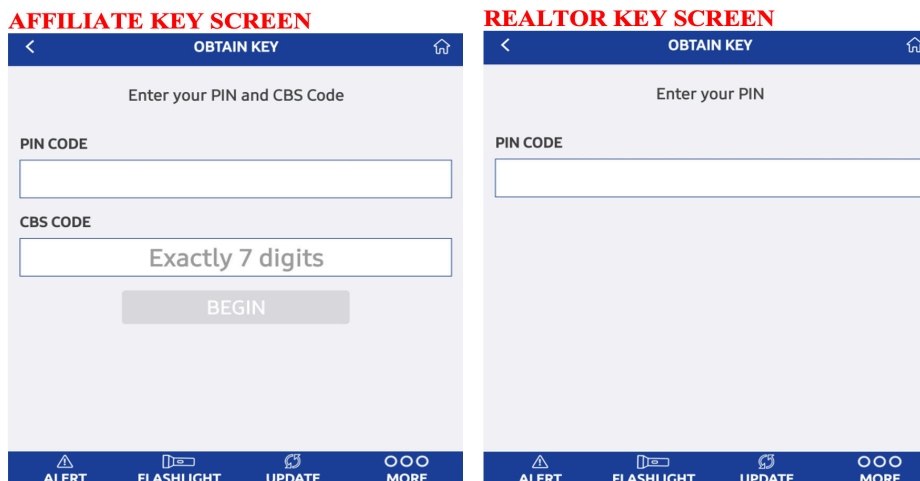 AFFILIATE KEY SCREEN
OBTAIN KEY
Enter your PIN and CBS Code
PIN CODE
CBS CODE
Exactly 7 digits
BEGIN
ALERT FLASHLIGHT UPDATE MORE
REALTOR KEY SCREEN
OBTAIN KEY
Enter your PIN
PIN CODE
ALERT FLASHLIGHT UPDATE MORE